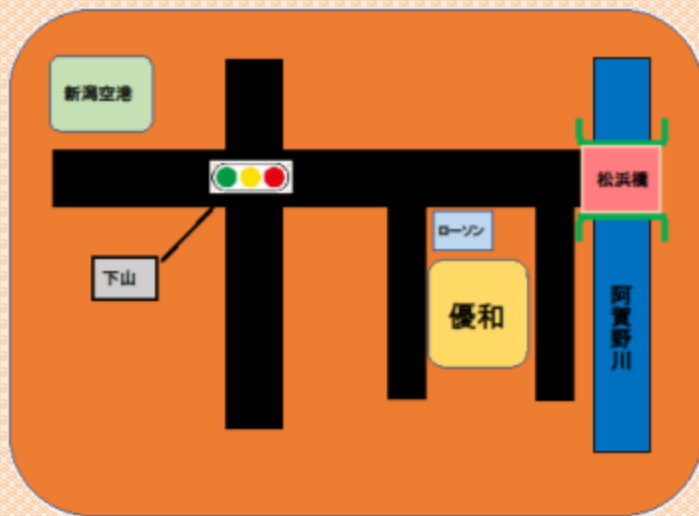 新潟空港
松浜橋
ローソン
下山
優和
阿賀野川